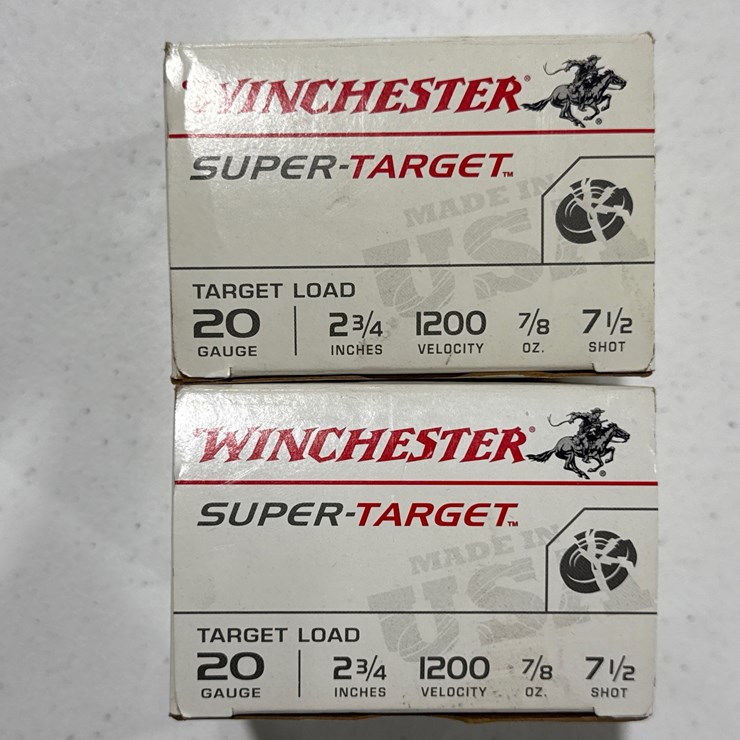 WINCHESTER®
SUPER-TARGET™
MADE IN
USA
TARGET LOAD
20 2 3/4 1200 7/8 7 1/2
GAUGE INCHES VELOCITY OZ. SHOT
WINCHESTER®
SUPER-TARGET™
MADE IN
USA
TARGET LOAD
20 2 3/4 1200 7/8 7 1/2
GAUGE INCHES VELOCITY OZ. SHOT